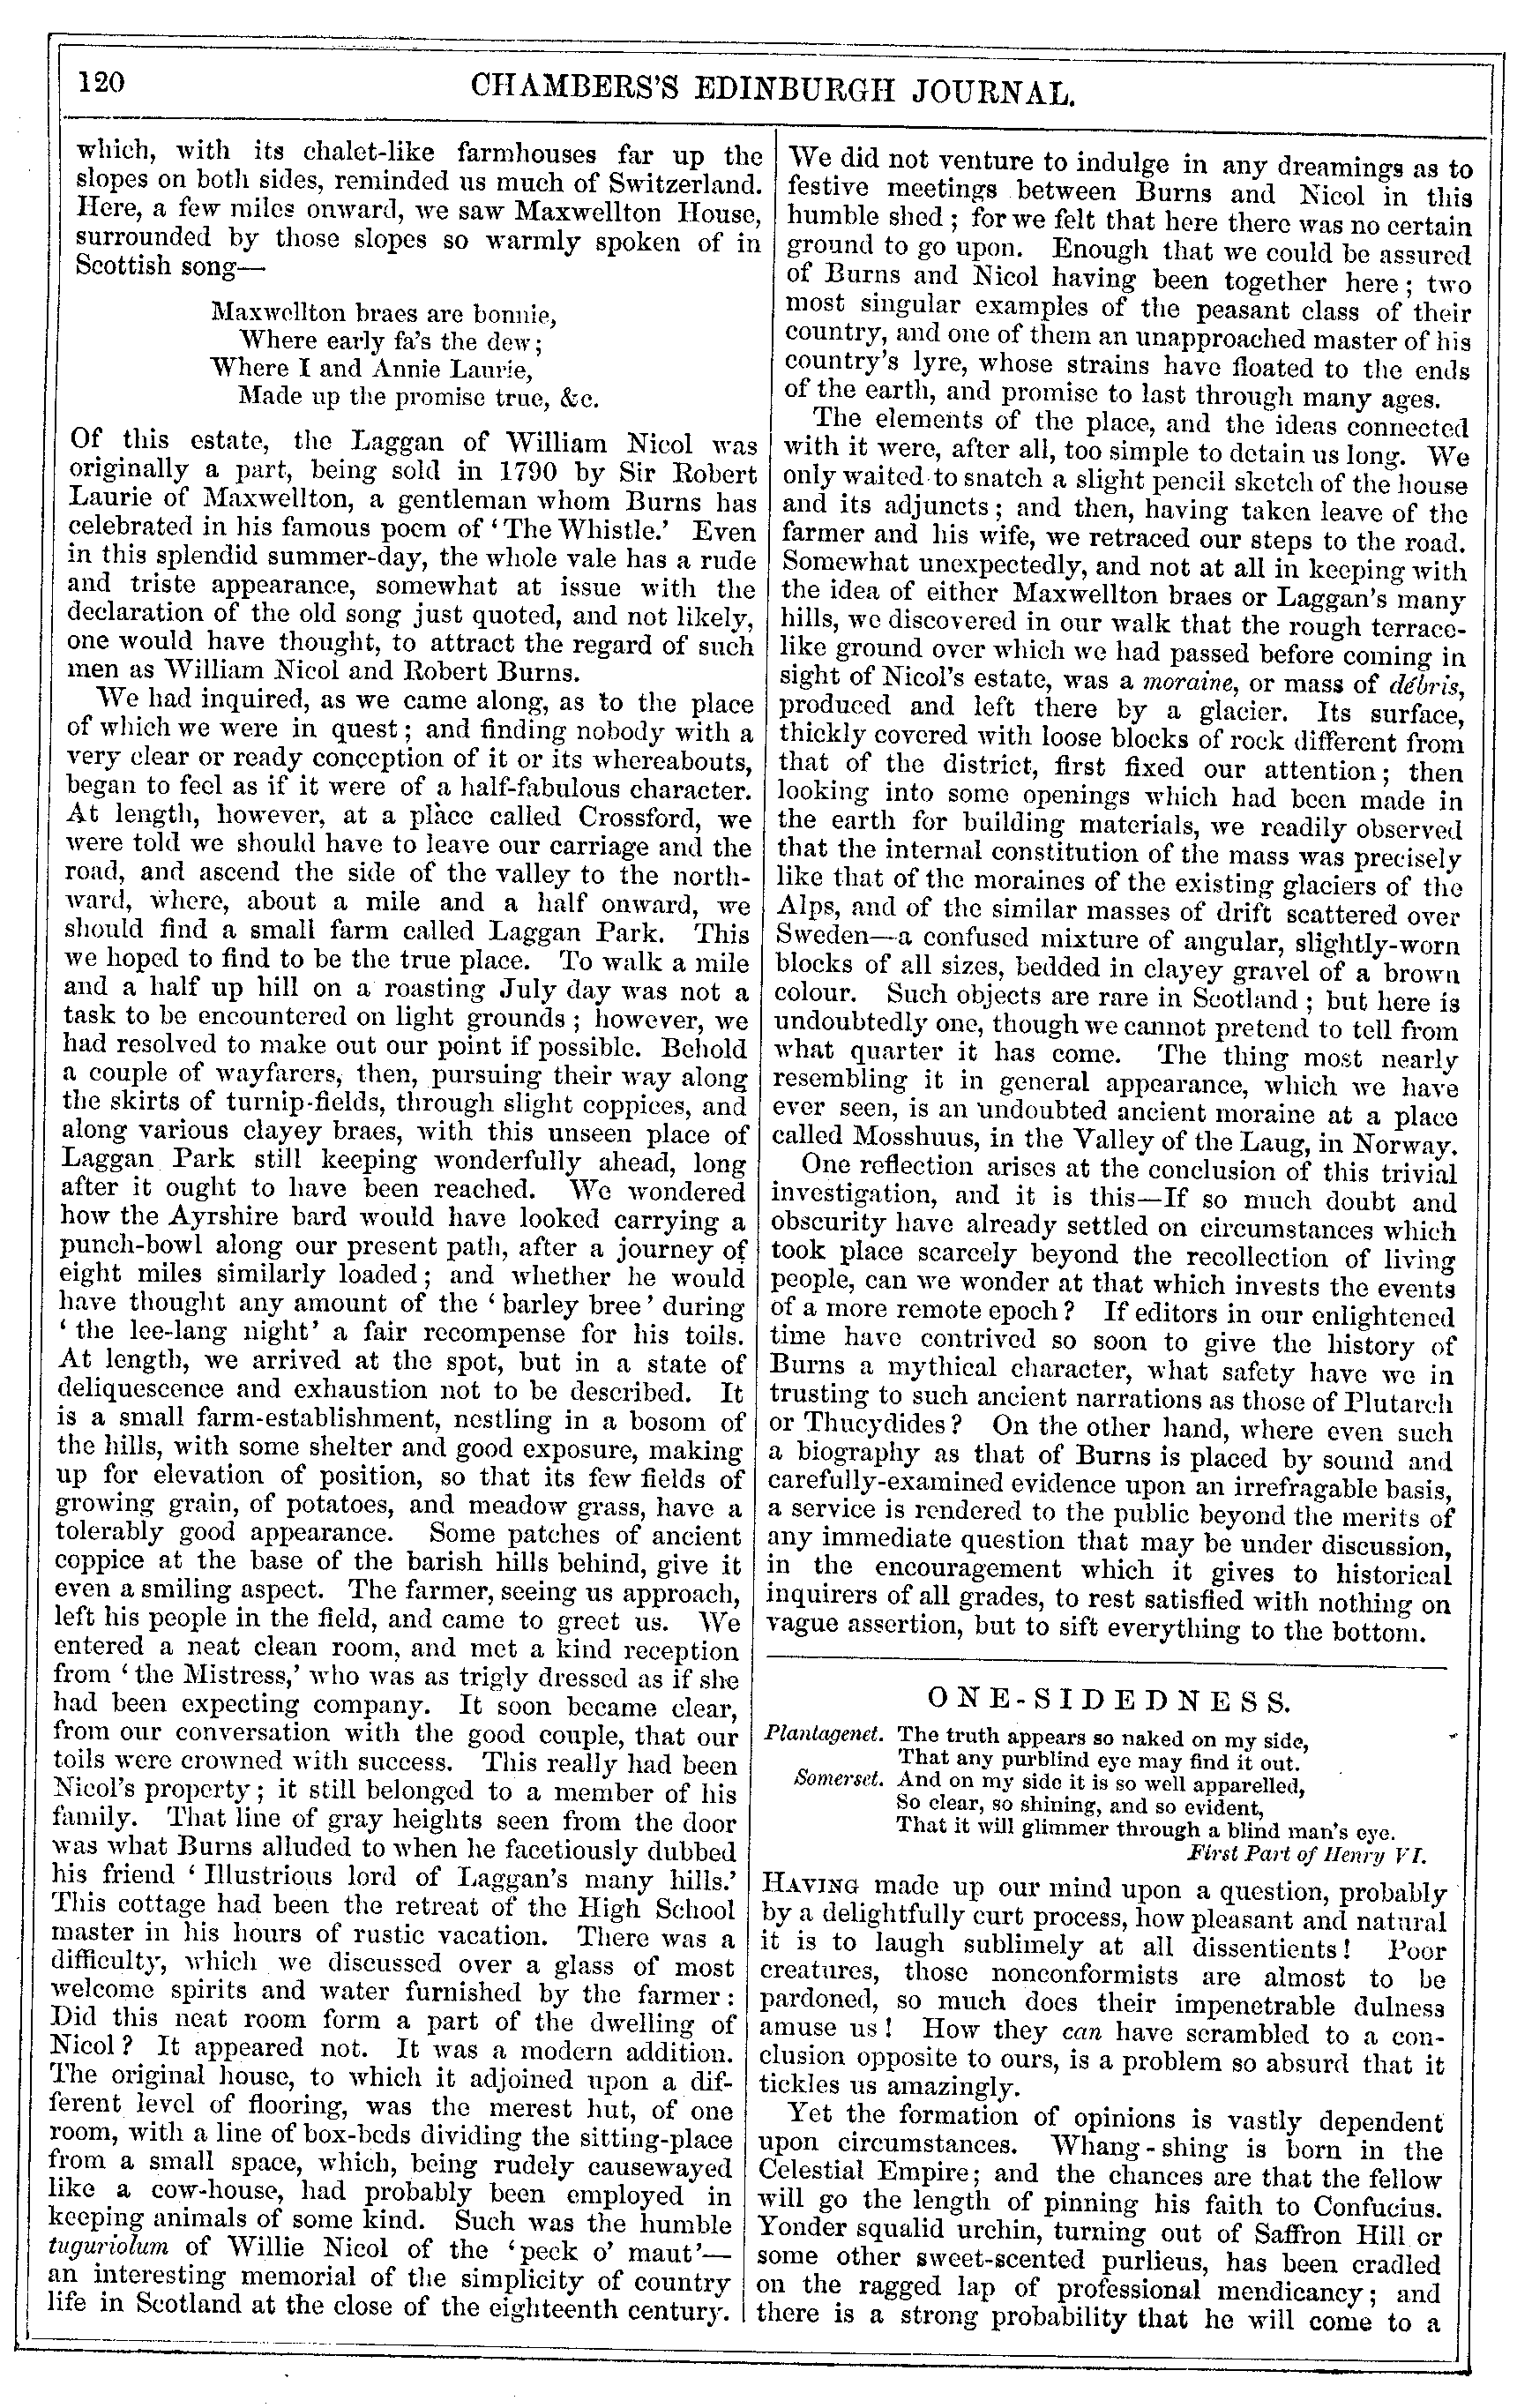 120
CHAMBERS'S EDINBURGH JOURNAL.
which, with its chalet-like farmhouses far up the
slopes on both sides, reminded us much of Switzerland.
Here, a few miles onward, we saw Maxwellton House,
surrounded by those slopes so warmly spoken of in
Scottish song—
Maxwellton braes are bonnie,
Where early fa's the dew;
Where I and Annie Laurie,
Made up the promise true, &c.
Of this estate, the Laggan of William Nicol was
originally a part, being sold in 1790 by Sir Robert
Laurie of Maxwellton, a gentleman whom Burns has
celebrated in his famous poem of 'The Whistle.' Even
in this splendid summer-day, the whole vale has a rude
and triste appearance, somewhat at issue with the
declaration of the old song just quoted, and not likely,
one would have thought, to attract the regard of such
men as William Nicol and Robert Burns.
We had inquired, as we came along, as to the place
of which we were in quest; and finding nobody with a
very clear or ready conception of it or its whereabouts,
began to feel as if it were of a half-fabulous character.
At length, however, at a place called Crossford, we
were told we should have to leave our carriage and the
road, and ascend the side of the valley to the north-
ward, where, about a mile and a half onward, we
should find a small farm called Laggan Park. This
we hoped to find to be the true place. To walk a mile
and a half up hill on a roasting July day was not a
task to be encountered on light grounds; however, we
had resolved to make out our point if possible. Behold
a couple of wayfarers, then, pursuing their way along
the skirts of turnip-fields, through slight coppices, and
along various clayey braes, with this unseen place of
Laggan Park still keeping wonderfully ahead, long
after it ought to have been reached. We wondered
how the Ayrshire bard would have looked carrying a
punch-bowl along our present path, after a journey of
eight miles similarly loaded; and whether he would
have thought any amount of the 'barley bree' during
'the lee-lang night' a fair recompense for his toils.
At length, we arrived at the spot, but in a state of
deliquescence and exhaustion not to be described. It
is a small farm-establishment, nestling in a bosom of
the hills, with some shelter and good exposure, making
up for elevation of position, so that its few fields of
growing grain, of potatoes, and meadow grass, have a
tolerably good appearance. Some patches of ancient
coppice at the base of the barish hills behind, give it
even a smiling aspect. The farmer, seeing us approach,
left his people in the field, and came to greet us. We
entered a neat clean room, and met a kind reception
from 'the Mistress,' who was as trigly dressed as if she
had been expecting company. It soon became clear,
from our conversation with the good couple, that our
toils were crowned with success. This really had been
Nicol's property; it still belonged to a member of his
family. That line of gray heights seen from the door
was what Burns alluded to when he facetiously dubbed
his friend 'Illustrious lord of Laggan's many hills.'
This cottage had been the retreat of the High School
master in his hours of rustic vacation. There was a
difficulty, which we discussed over a glass of most
welcome spirits and water furnished by the farmer:
Did this neat room form a part of the dwelling of
Nicol? It appeared not. It was a modern addition.
The original house, to which it adjoined upon a dif-
ferent level of flooring, was the merest hut, of one
room, with a line of box-beds dividing the sitting-place
from a small space, which, being rudely causewayed
like a cow-house, had probably been employed in
keeping animals of some kind. Such was the humble
tuguriolum of Willie Nicol of the 'peck o' maut'—
an interesting memorial of the simplicity of country
life in Scotland at the close of the eighteenth century.
We did not venture to indulge in any dreamings as to
festive meetings between Burns and Nicol in this
humble shed; for we felt that here there was no certain
ground to go upon. Enough that we could be assured
of Burns and Nicol having been together here; two
most singular examples of the peasant class of their
country, and one of them an unapproached master of his
country's lyre, whose strains have floated to the ends
of the earth, and promise to last through many ages.
The elements of the place, and the ideas connected
with it were, after all, too simple to detain us long. We
only waited to snatch a slight pencil sketch of the house
and its adjuncts; and then, having taken leave of the
farmer and his wife, we retraced our steps to the road.
Somewhat unexpectedly, and not at all in keeping with
the idea of either Maxwellton braes or Laggan's many
hills, we discovered in our walk that the rough terrace-
like ground over which we had passed before coming in
sight of Nicol's estate, was a moraine, or mass of débris,
produced and left there by a glacier. Its surface,
thickly covered with loose blocks of rock different from
that of the district, first fixed our attention; then
looking into some openings which had been made in
the earth for building materials, we readily observed
that the internal constitution of the mass was precisely
like that of the moraines of the existing glaciers of the
Alps, and of the similar masses of drift scattered over
Sweden—a confused mixture of angular, slightly-worn
blocks of all sizes, bedded in clayey gravel of a brown
colour. Such objects are rare in Scotland; but here is
undoubtedly one, though we cannot pretend to tell from
what quarter it has come. The thing most nearly
resembling it in general appearance, which we have
ever seen, is an undoubted ancient moraine at a place
called Mosshuus, in the Valley of the Laug, in Norway.
One reflection arises at the conclusion of this trivial
investigation, and it is this—If so much doubt and
obscurity have already settled on circumstances which
took place scarcely beyond the recollection of living
people, can we wonder at that which invests the events
of a more remote epoch? If editors in our enlightened
time have contrived so soon to give the history of
Burns a mythical character, what safety have we in
trusting to such ancient narrations as those of Plutarch
or Thucydides? On the other hand, where even such
a biography as that of Burns is placed by sound and
carefully-examined evidence upon an irrefragable basis,
a service is rendered to the public beyond the merits of
any immediate question that may be under discussion,
in the encouragement which it gives to historical
inquirers of all grades, to rest satisfied with nothing on
vague assertion, but to sift everything to the bottom.
ONE-SIDEDNESS.
Plantagenet. The truth appears so naked on my side,
That any purblind eye may find it out.
Somerset. And on my side it is so well apparelled,
So clear, so shining, and so evident,
That it will glimmer through a blind man's eye.
First Part of Henry VI.
HAVING made up our mind upon a question, probably
by a delightfully curt process, how pleasant and natural
it is to laugh sublimely at all dissentients! Poor
creatures, those nonconformists are almost to be
pardoned, so much does their impenetrable dulness
amuse us! How they can have scrambled to a con-
clusion opposite to ours, is a problem so absurd that it
tickles us amazingly.
Yet the formation of opinions is vastly dependent
upon circumstances. Whang-shing is born in the
Celestial Empire; and the chances are that the fellow
will go the length of pinning his faith to Confucius.
Yonder squalid urchin, turning out of Saffron Hill or
some other sweet-scented purlieus, has been cradled
on the ragged lap of professional mendicancy; and
there is a strong probability that he will come to a